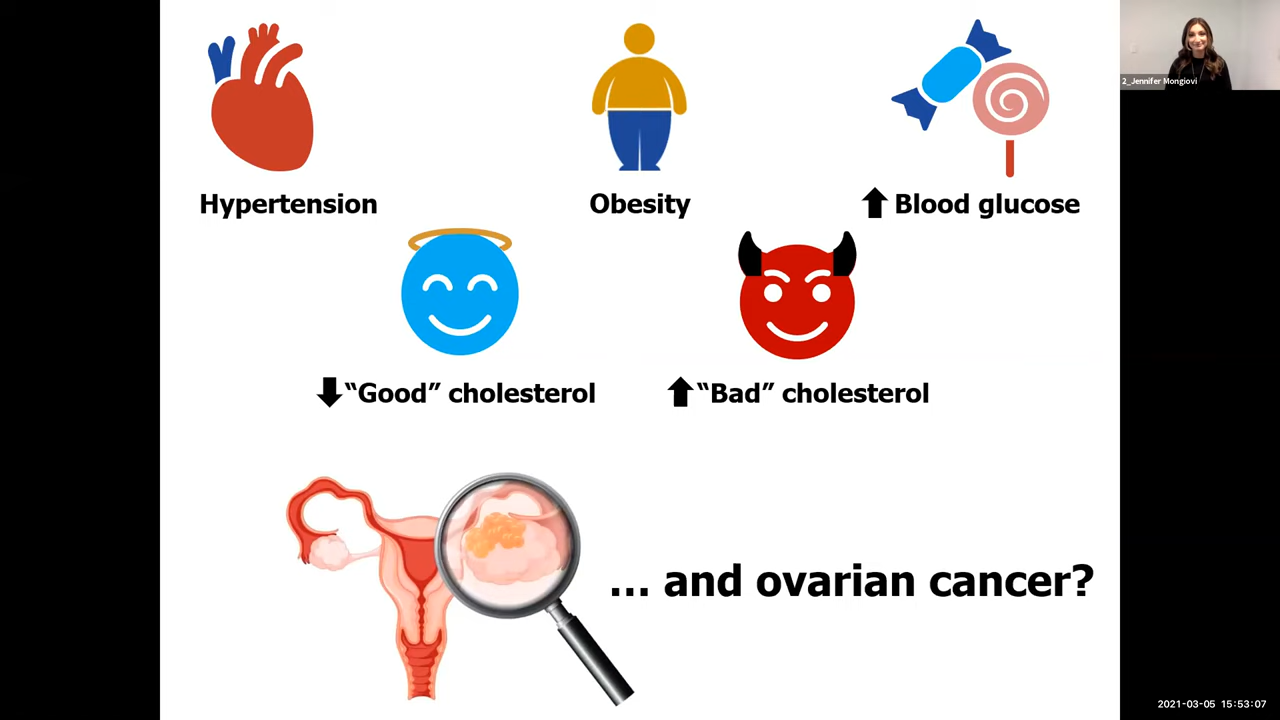 2_Jennifer Mongiovi
Hypertension
Obesity
Blood glucose
“Good” cholesterol
“Bad” cholesterol
... and ovarian cancer?
2021-03-05 15:53:07